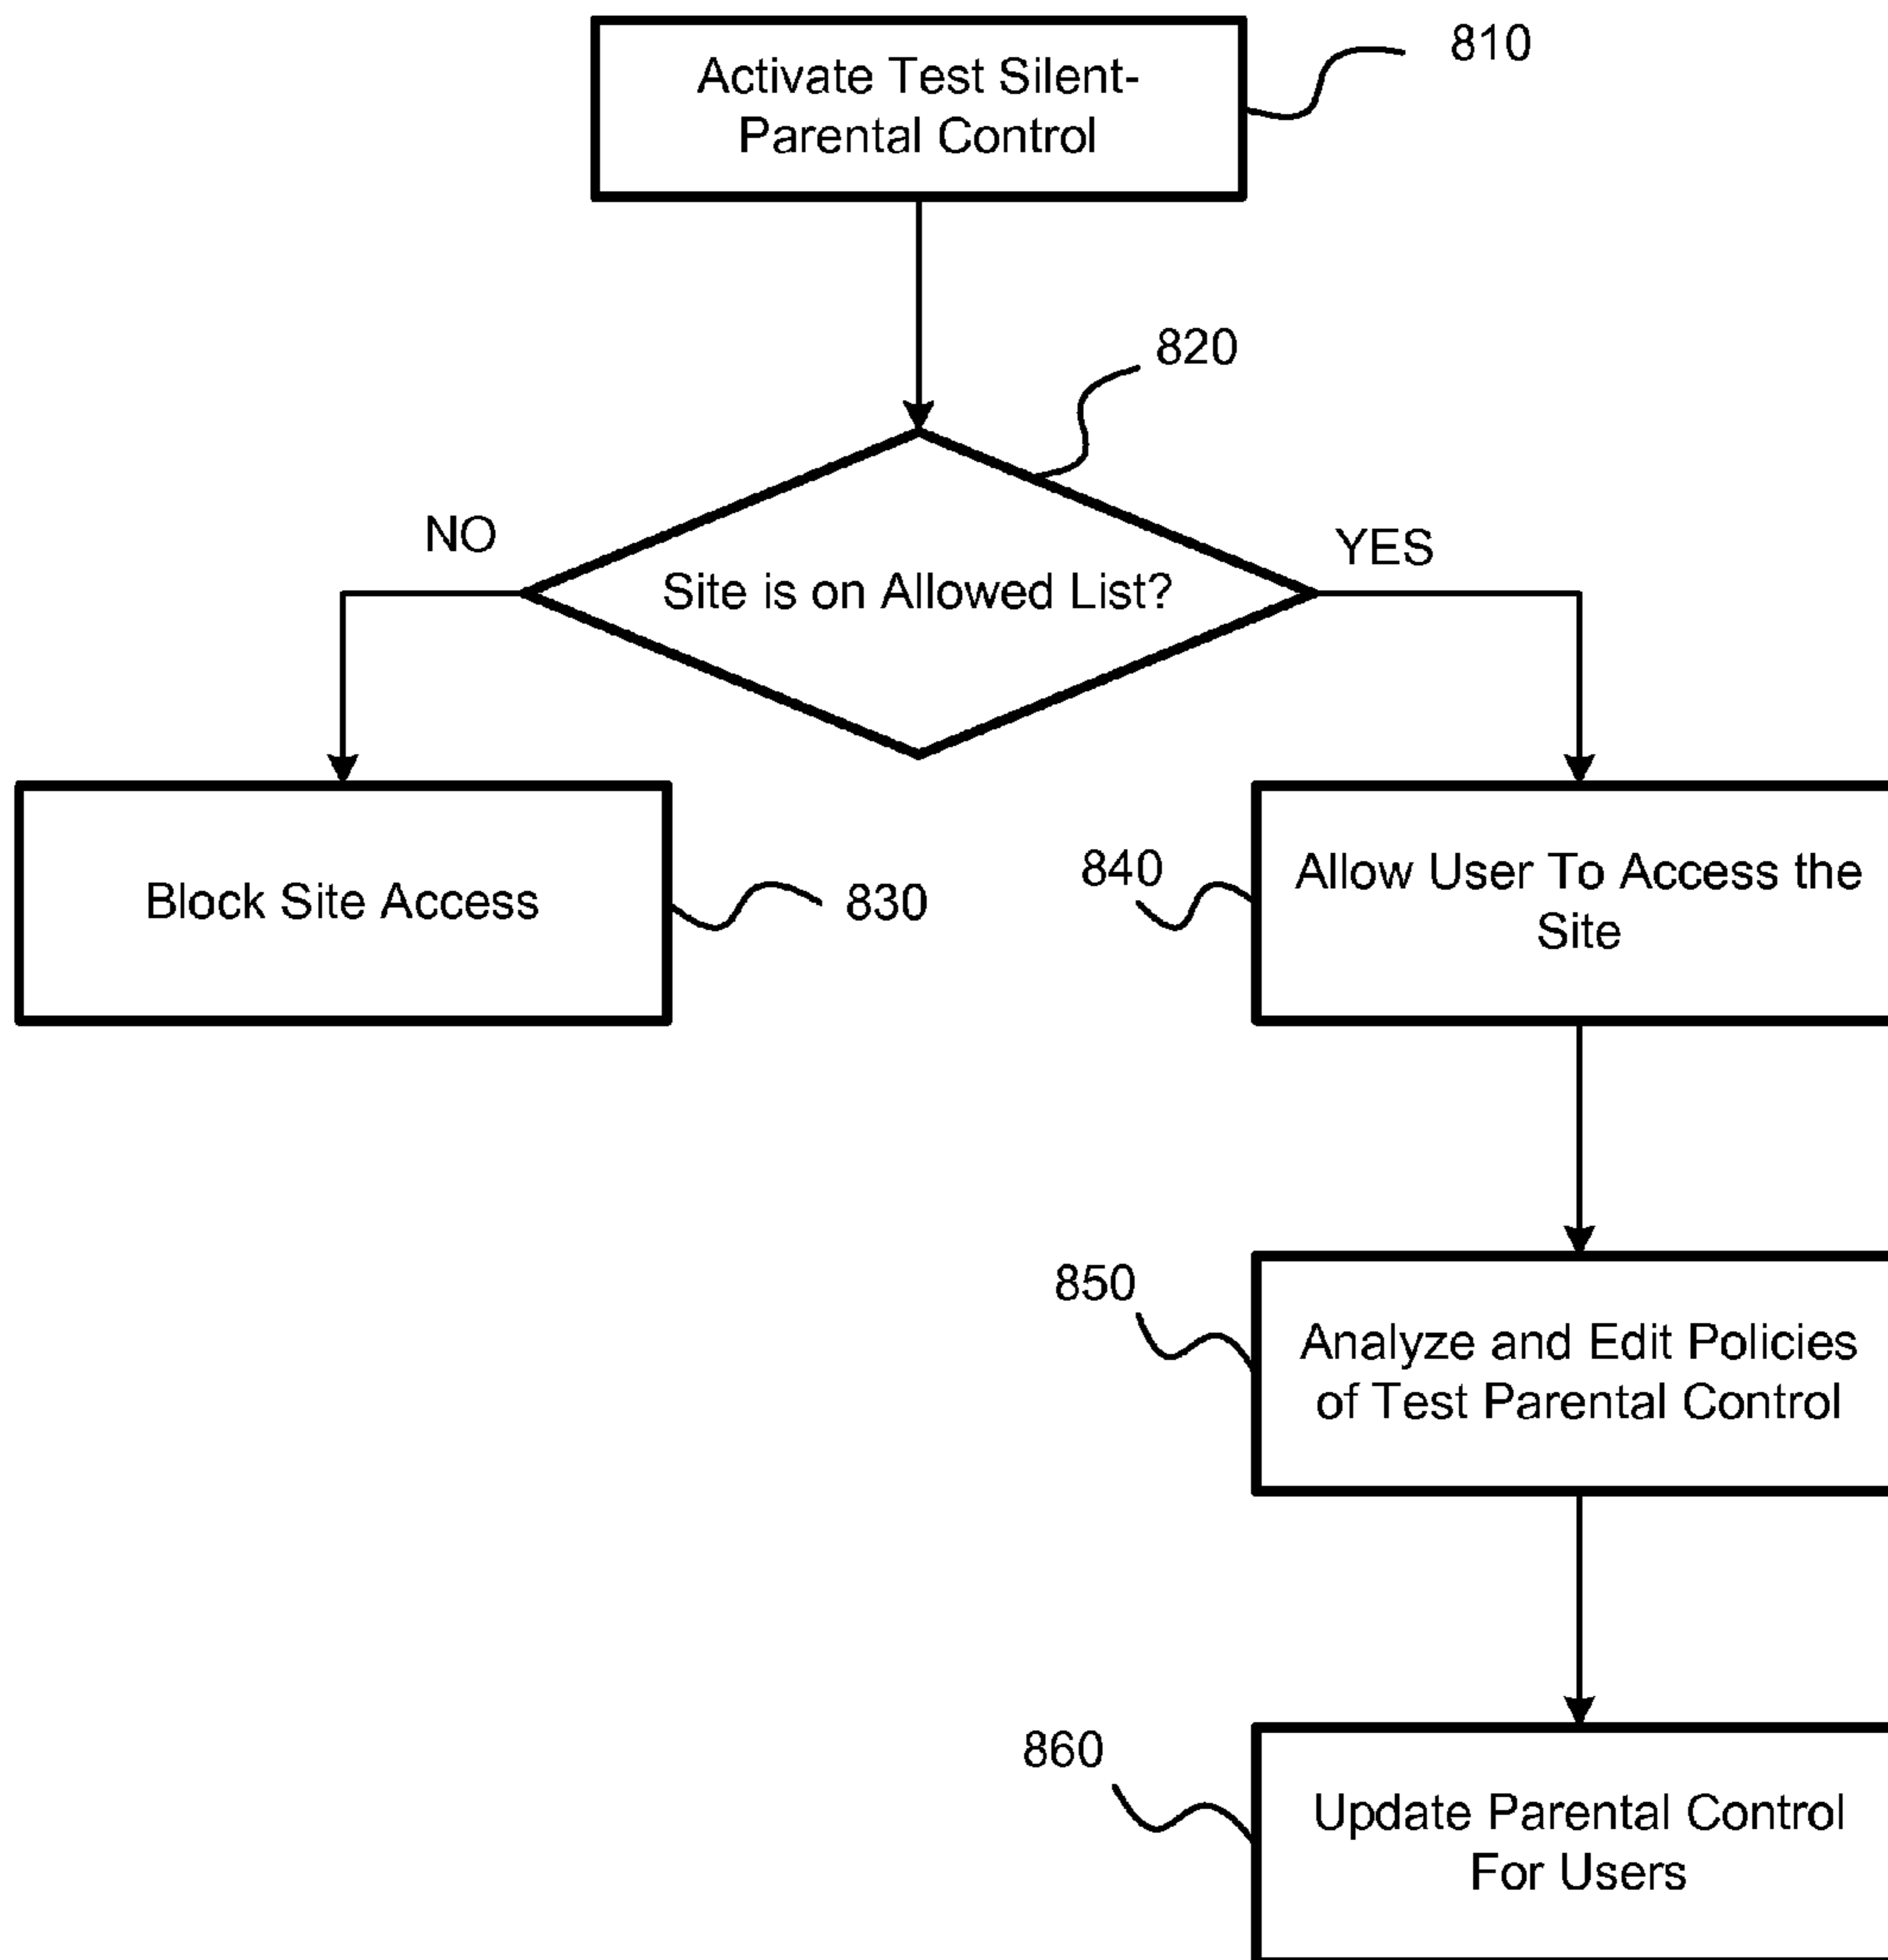 Activate Test Silent-
Parental Control
810
820
NO
YES
Site is on Allowed List?
Block Site Access
830
840
Allow User To Access the
Site
850
Analyze and Edit Policies
of Test Parental Control
860
Update Parental Control
For Users